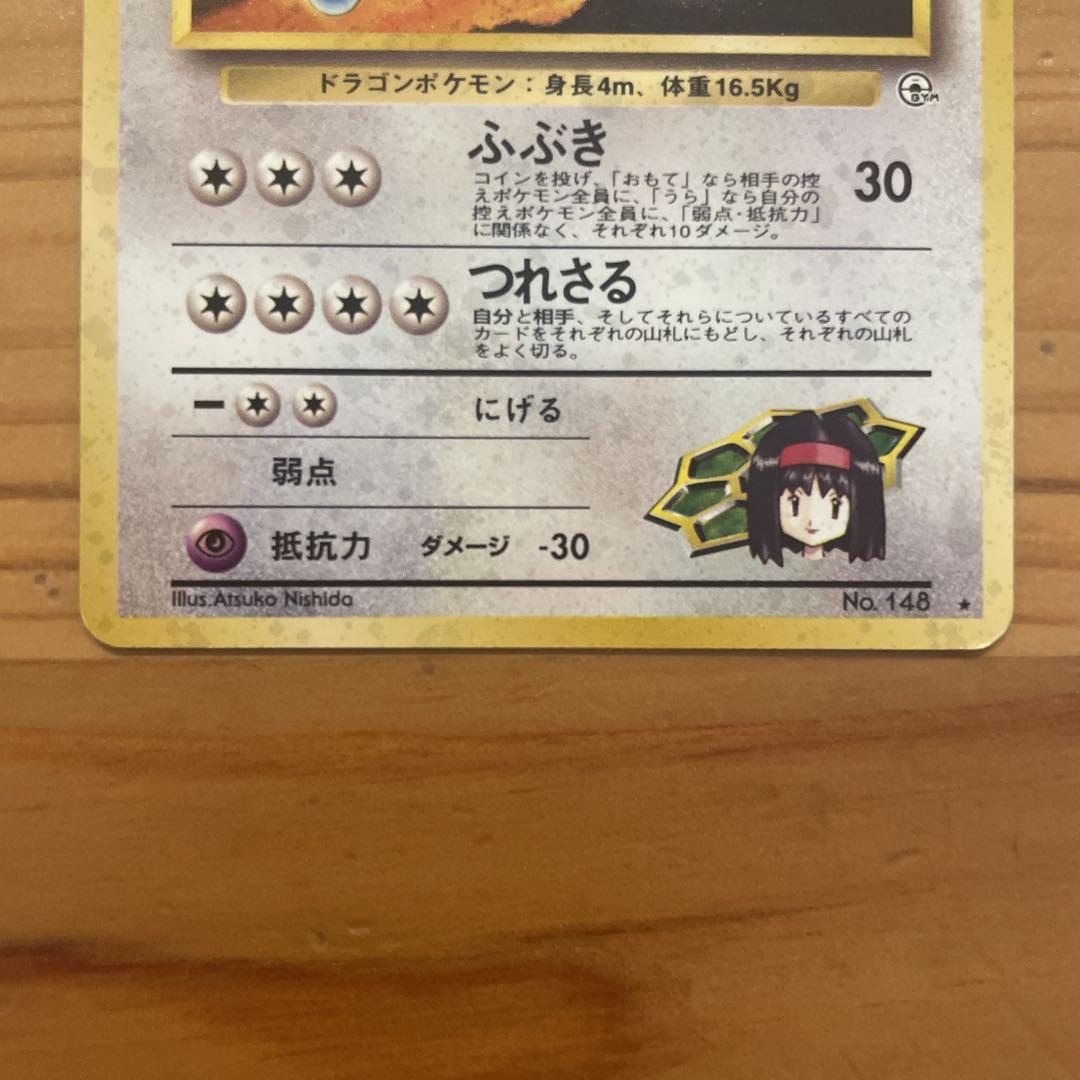 ドラゴンポケモン：身長4m、体重16.5Kg
GYM
ふぶき
30
コインを投げ、「おもて」なら相手の控
えポケモン全員に、「うら」なら自分の
控えポケモン全員に、「弱点・抵抗力」
に関係なく、それぞれ10ダメージ。
つれさる
自分と相手、そしてそれらについているすべての
カードをそれぞれの山札にもどし、それぞれの山札
をよく切る。
にげる
弱点
抵抗力 ダメージ -30
Illus.Atsuko Nishida
No. 148 ★